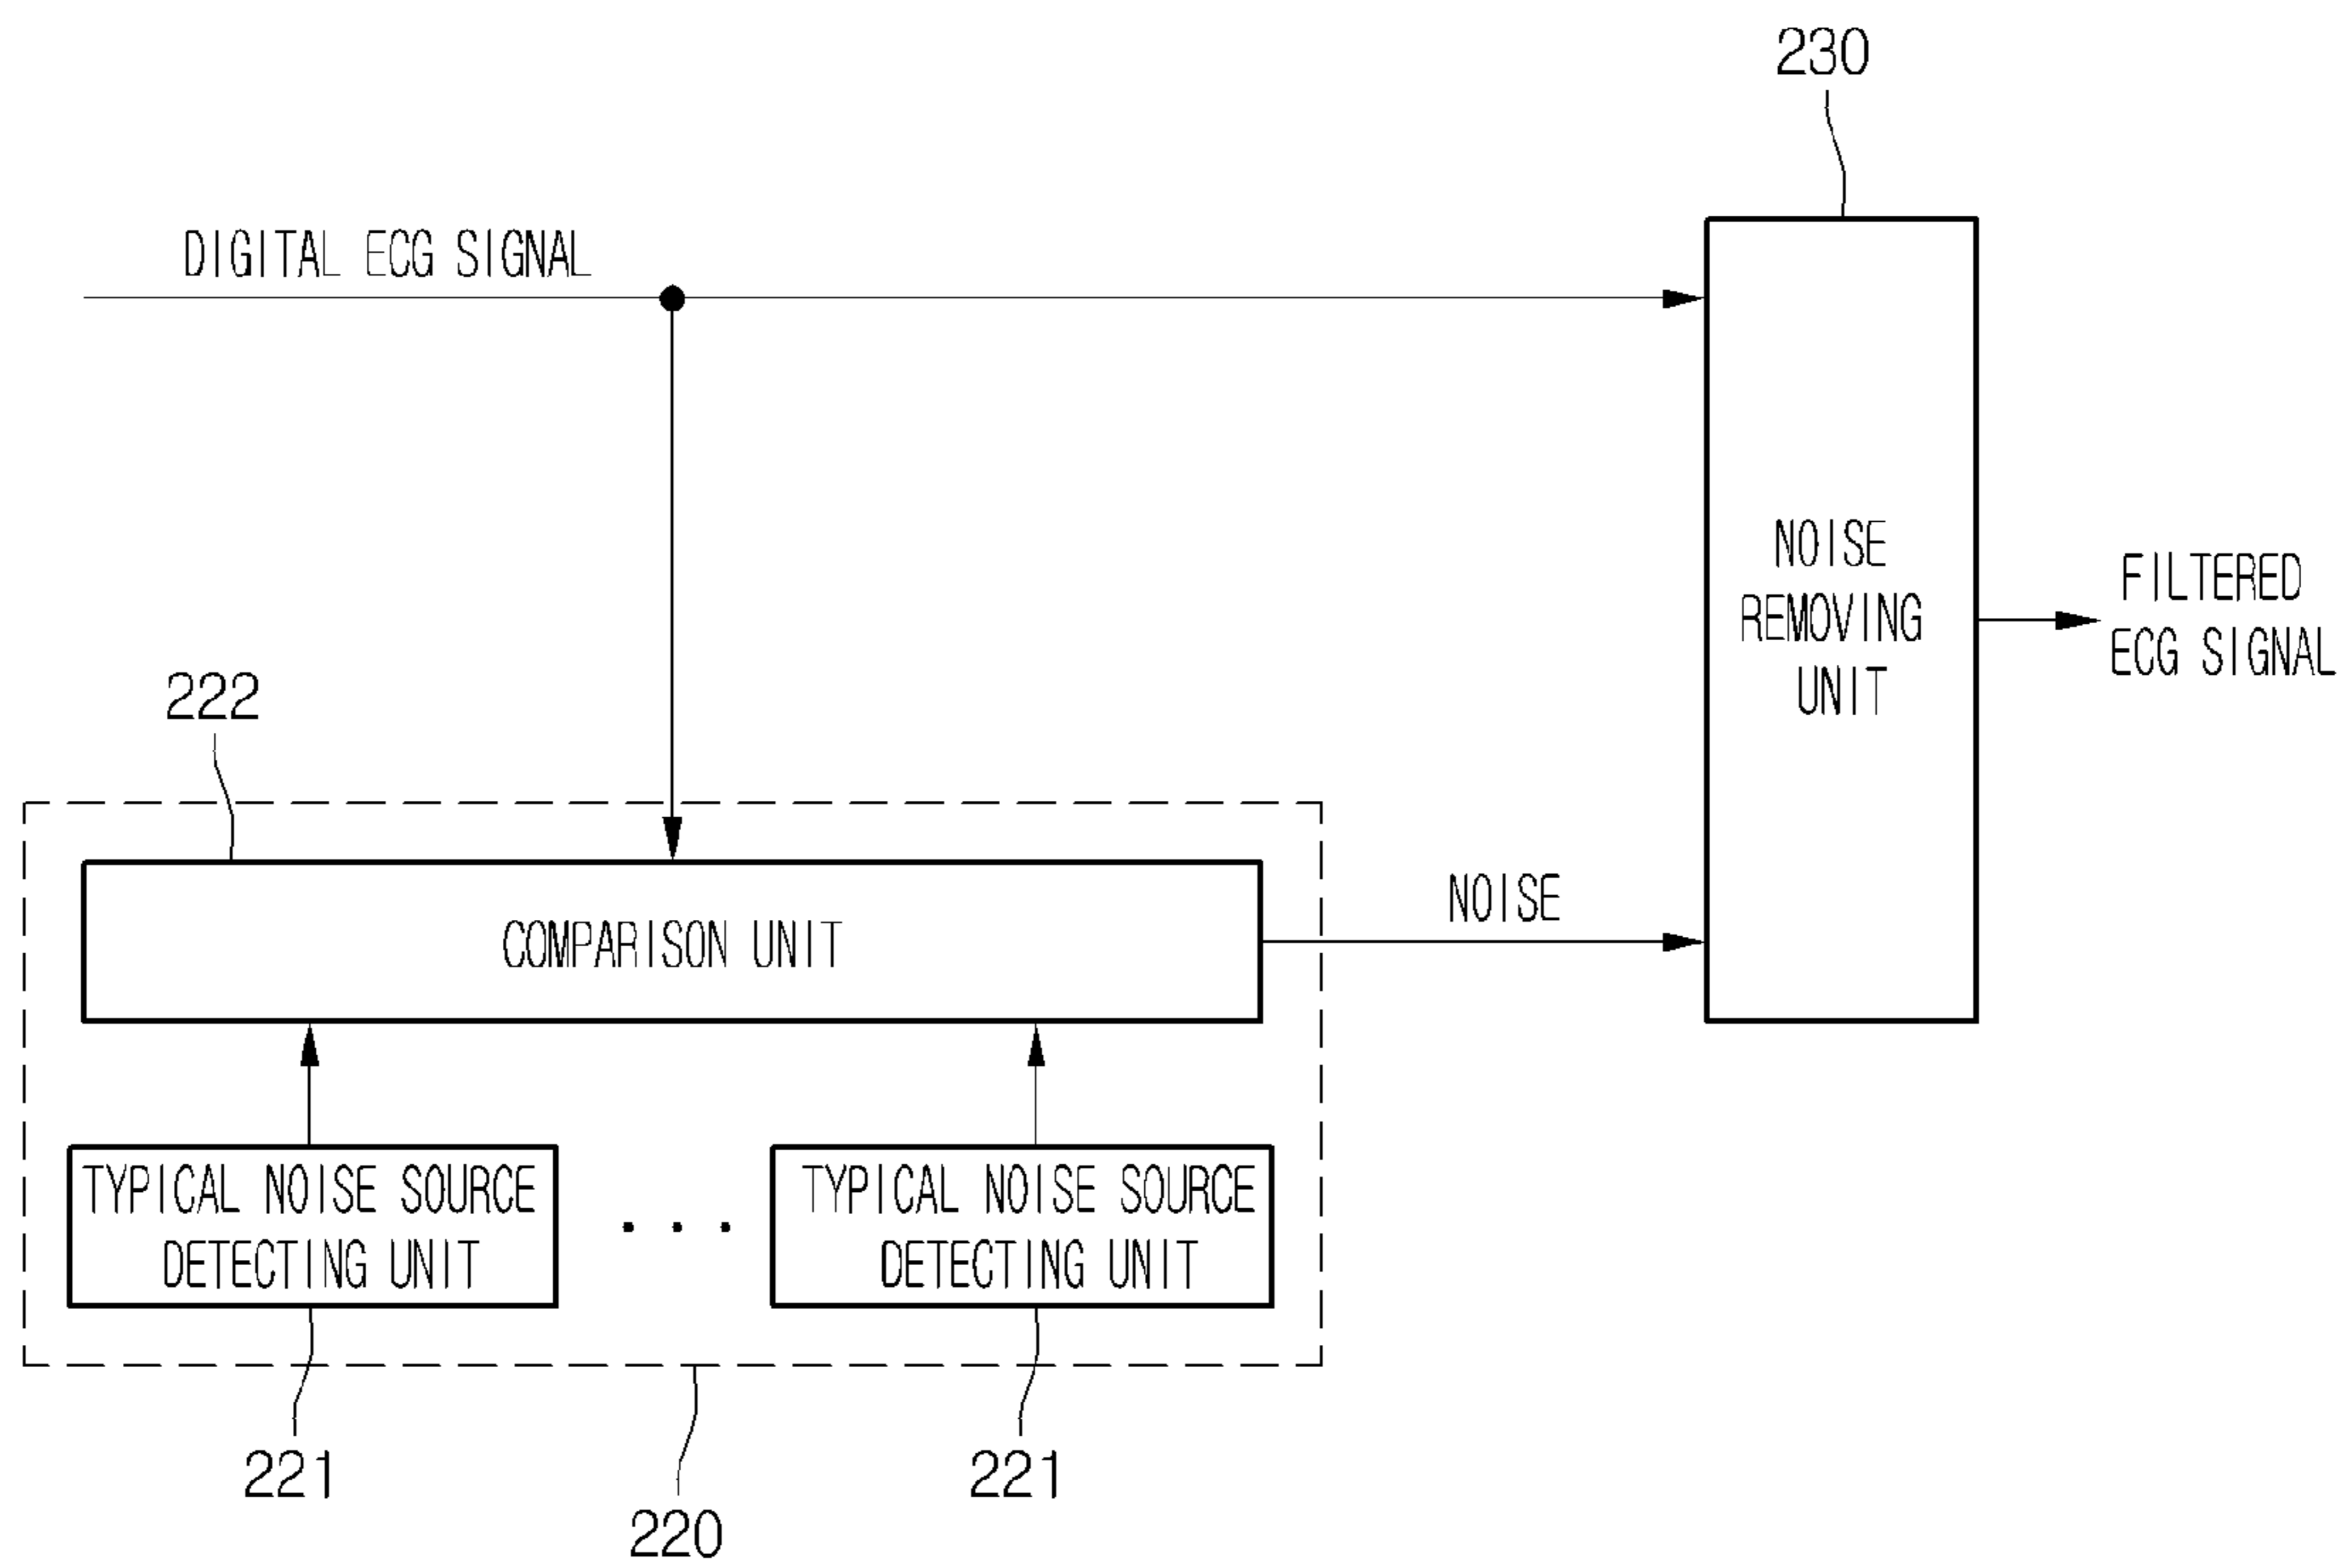 230
DIGITAL ECG SIGNAL
NOISE
REMOVING
UNIT
FILTERED
ECG SIGNAL
222
COMPARISON UNIT
NOISE
TYPICAL NOISE SOURCE
DETECTING UNIT
. . .
TYPICAL NOISE SOURCE
DETECTING UNIT
221
221
220